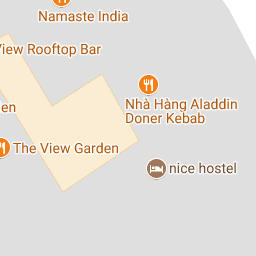 Namaste India
View Rooftop Bar
Nhà Hàng Aladdin
Doner Kebab
The View Garden
nice hostel